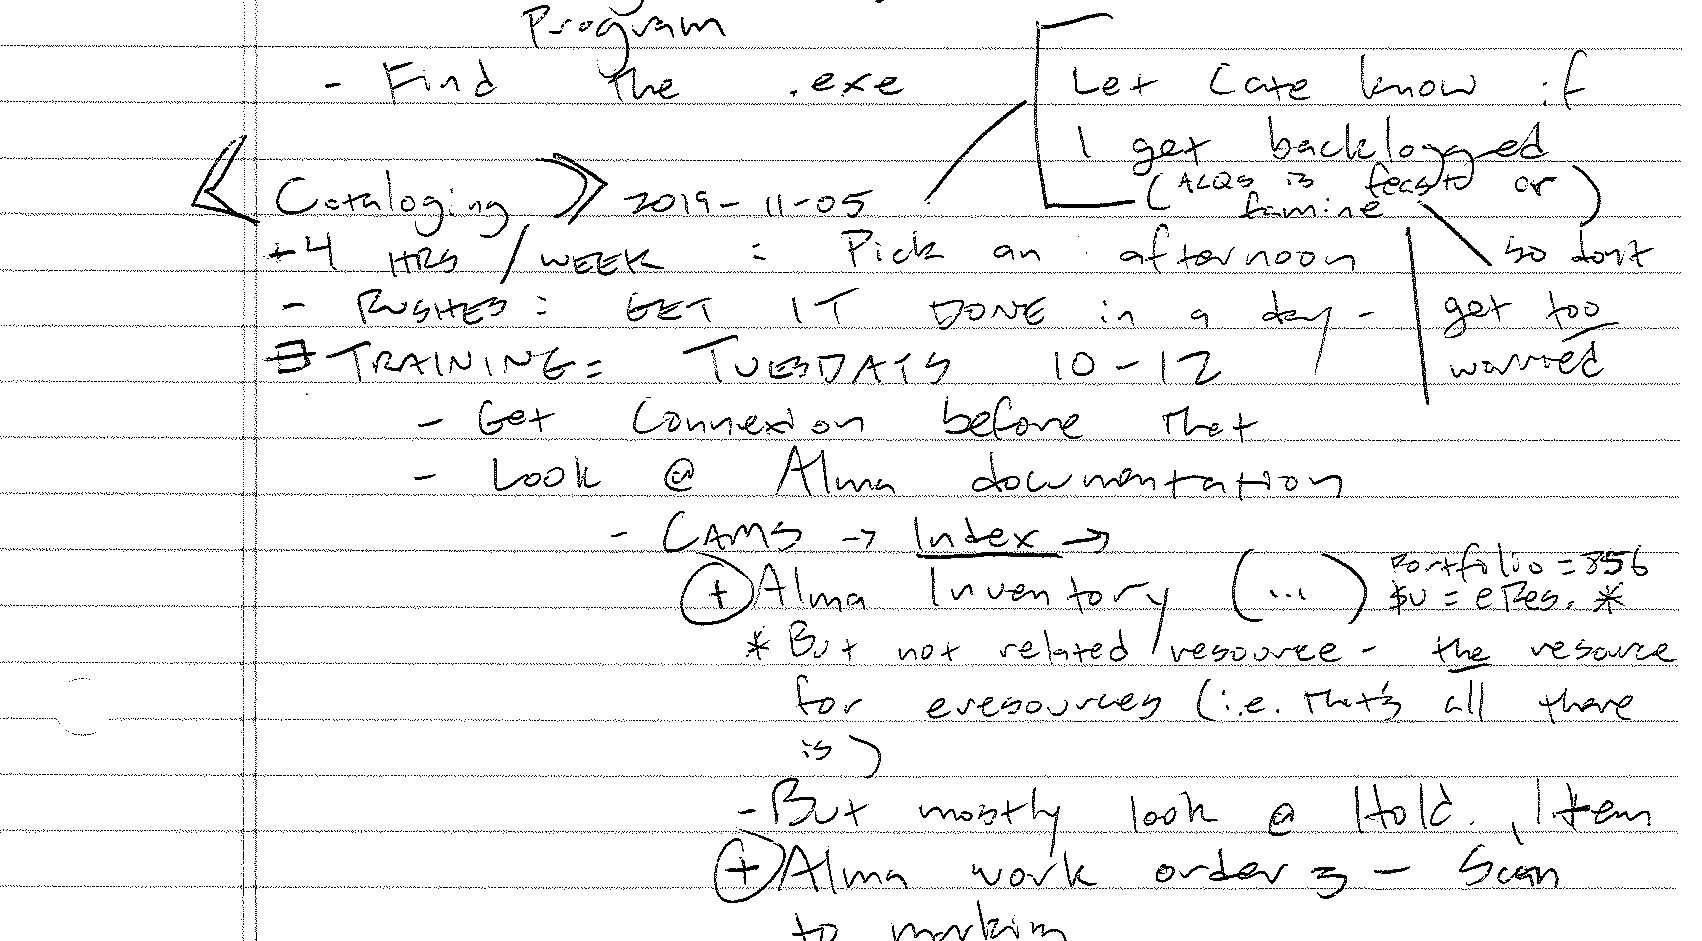 Program
- Find the .exe
Let Cate know if
I get backlogged
(ACQS is feast or
famine)
so don't
get too
worried
<Cataloging> 2019-11-05
-4 HRS/WEEK : Pick an afternoon
- RUSHES: GET IT DONE in a day -
TRAINING: TUESDAYS 10-12
- Get Connexion before that
- Look @ Alma documentation
- CAMS → Index →
+ Alma Inventory (...) Portfolio = 856
$u = eRes. *
* But not related resource - the resource
for eresources (i.e. that's all there
is)
- But mostly look @ Hold., Item
+ Alma work orders - Scan
to marking